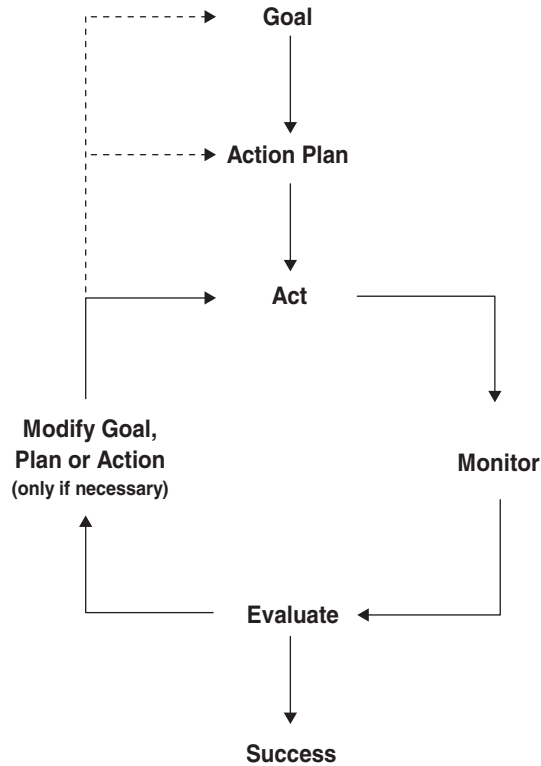 Goal
Action Plan
Act
Modify Goal,
Plan or Action
(only if necessary)
Monitor
Evaluate
Success